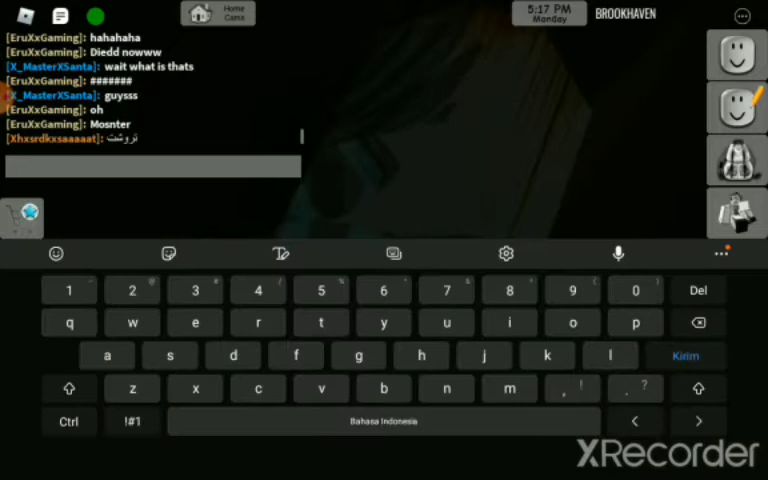 Home
Cams
5:17 PM
Monday
BROOKHAVEN
[EruXxGaming]: hahahaha
[EruXxGaming]: Diedd nowww
[X_MasterXSanta]: wait what is thats
[EruXxGaming]: #######
[X_MasterXSanta]: guysss
[EruXxGaming]: oh
[EruXxGaming]: Mosnter
[Xhxsrdkxsaaaaat]: تروشت
1 2 3 4 5 6 7 8 9 0 Del
q w e r t y u i o p
a s d f g h j k l Kirim
z x c v b n m , ! . ?
Ctrl !#1 Bahasa Indonesia < >
XRecorder